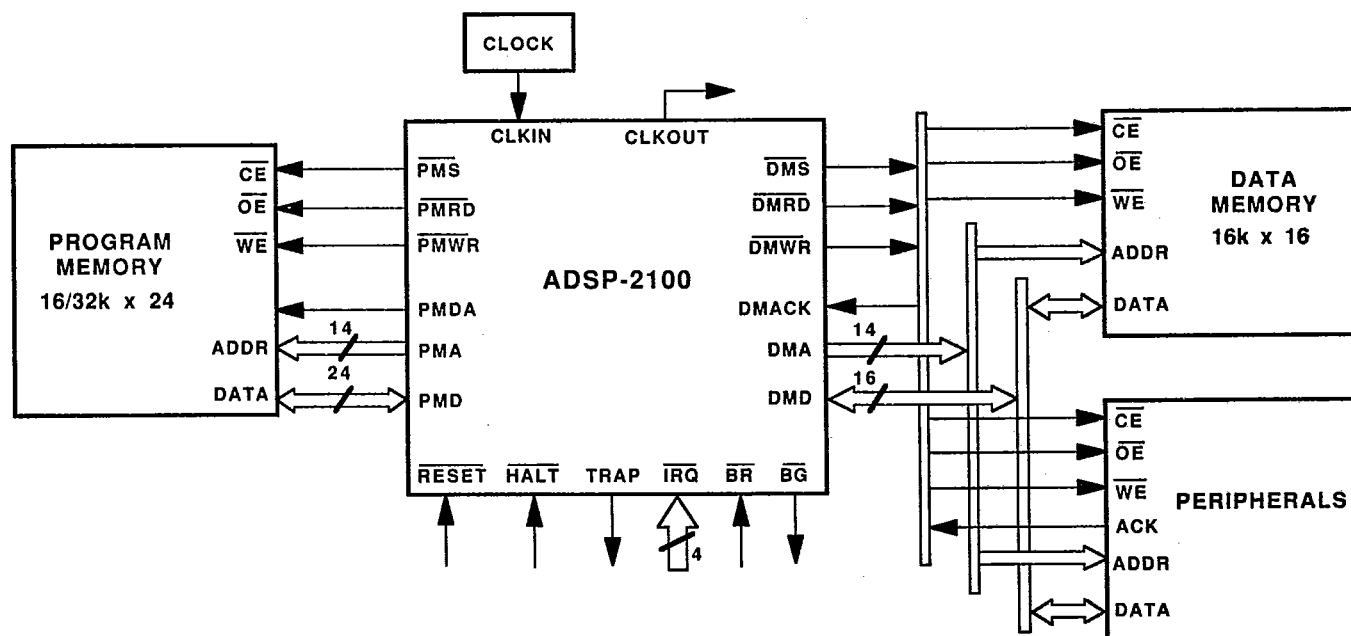 CLOCK
CLKIN
CLKOUT
PROGRAM
MEMORY
16/32k x 24
CE
OE
WE
ADDR
DATA
14
24
ADSP-2100
PMS
PMRD
PMWR
PMDA
PMA
PMD
DMS
DMRD
DMWR
DMACK
DMA
DMD
14
16
RESET
HALT
TRAP
IRQ
BR
BG
4
CE
OE
WE
ADDR
DATA
DATA
MEMORY
16k x 16
CE
OE
WE
ACK
ADDR
DATA
PERIPHERALS